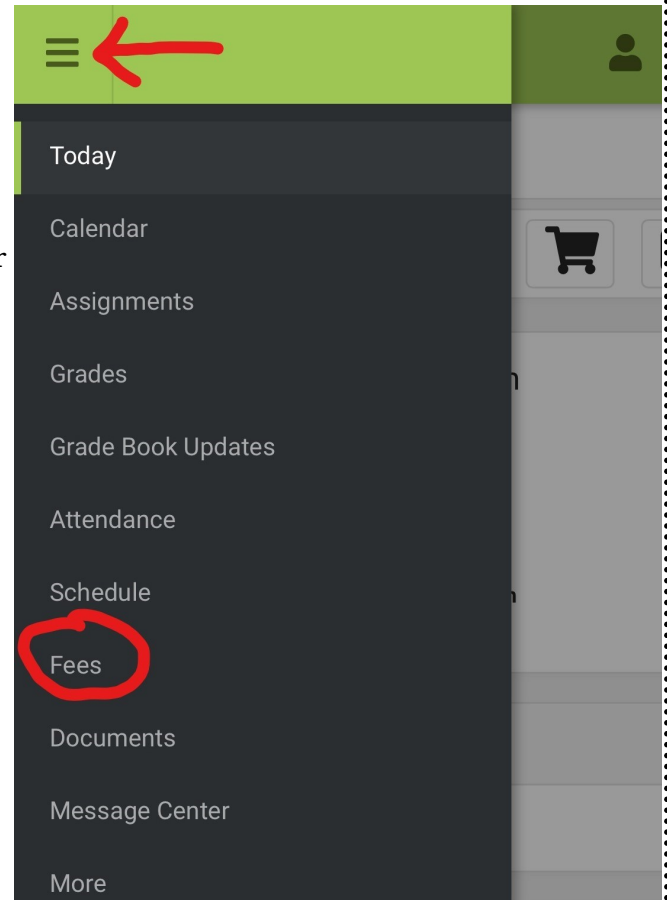 Today
Calendar
Assignments
Grades
Grade Book Updates
Attendance
Schedule
Fees
Documents
Message Center
More